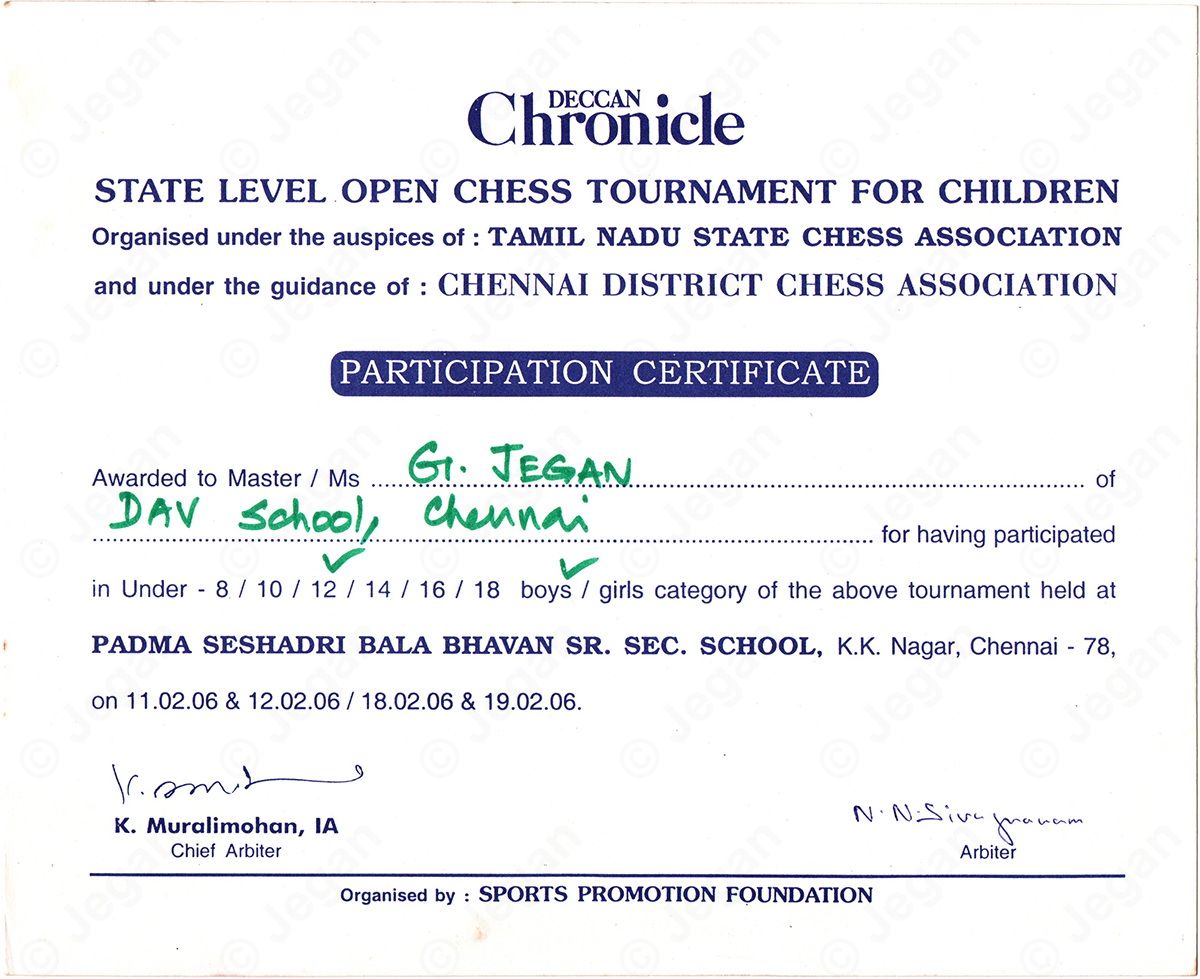 DECCAN
Chronicle
STATE LEVEL OPEN CHESS TOURNAMENT FOR CHILDREN
Organised under the auspices of : TAMIL NADU STATE CHESS ASSOCIATION
and under the guidance of : CHENNAI DISTRICT CHESS ASSOCIATION
PARTICIPATION CERTIFICATE
Awarded to Master / Ms G. JEGAN of
DAV School, Chennai for having participated
in Under - 8 / 10 / 12 / 14 / 16 / 18 boys / girls category of the above tournament held at
PADMA SESHADRI BALA BHAVAN SR. SEC. SCHOOL, K.K. Nagar, Chennai - 78,
on 11.02.06 & 12.02.06 / 18.02.06 & 19.02.06.
K. Muralimohan, IA
Chief Arbiter
N. N. Sivagnanam
Arbiter
Organised by : SPORTS PROMOTION FOUNDATION
© Jegan